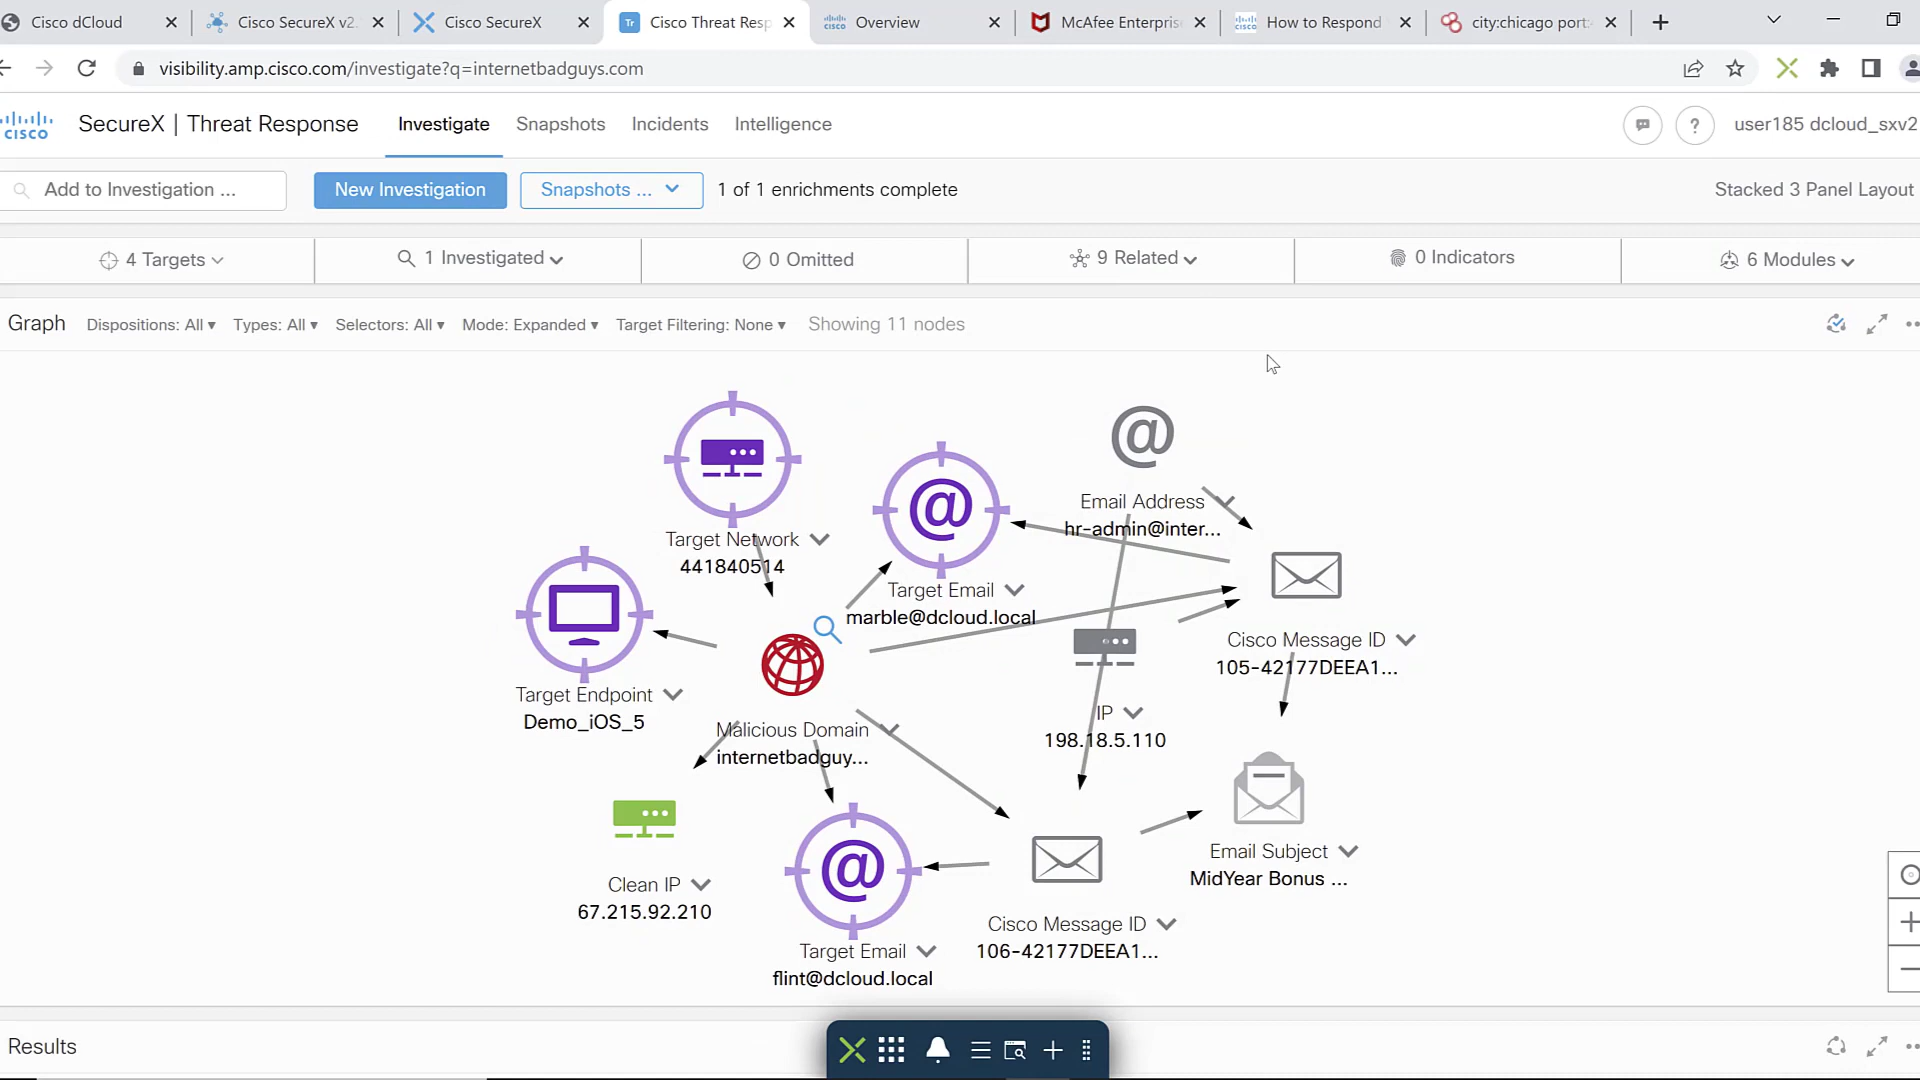 Cisco dCloud
Cisco SecureX v2.
Cisco SecureX
Cisco Threat Resp
Overview
McAfee Enterpris
How to Respond
city:chicago port:
visibility.amp.cisco.com/investigate?q=internetbadguys.com
cisco
SecureX | Threat Response
Investigate
Snapshots
Incidents
Intelligence
?
user185 dcloud_sxv2
Add to Investigation ...
New Investigation
Snapshots ...
1 of 1 enrichments complete
Stacked 3 Panel Layout
4 Targets
1 Investigated
0 Omitted
9 Related
0 Indicators
6 Modules
Graph
Dispositions: All
Types: All
Selectors: All
Mode: Expanded
Target Filtering: None
Showing 11 nodes
Target Network
441840514
Target Email
marble@dcloud.local
Email Address
hr-admin@inter...
Cisco Message ID
105-42177DEEA1...
Target Endpoint
Demo_iOS_5
Malicious Domain
internetbadguy...
IP
198.18.5.110
Clean IP
67.215.92.210
Target Email
flint@dcloud.local
Cisco Message ID
106-42177DEEA1...
Email Subject
MidYear Bonus ...
Results